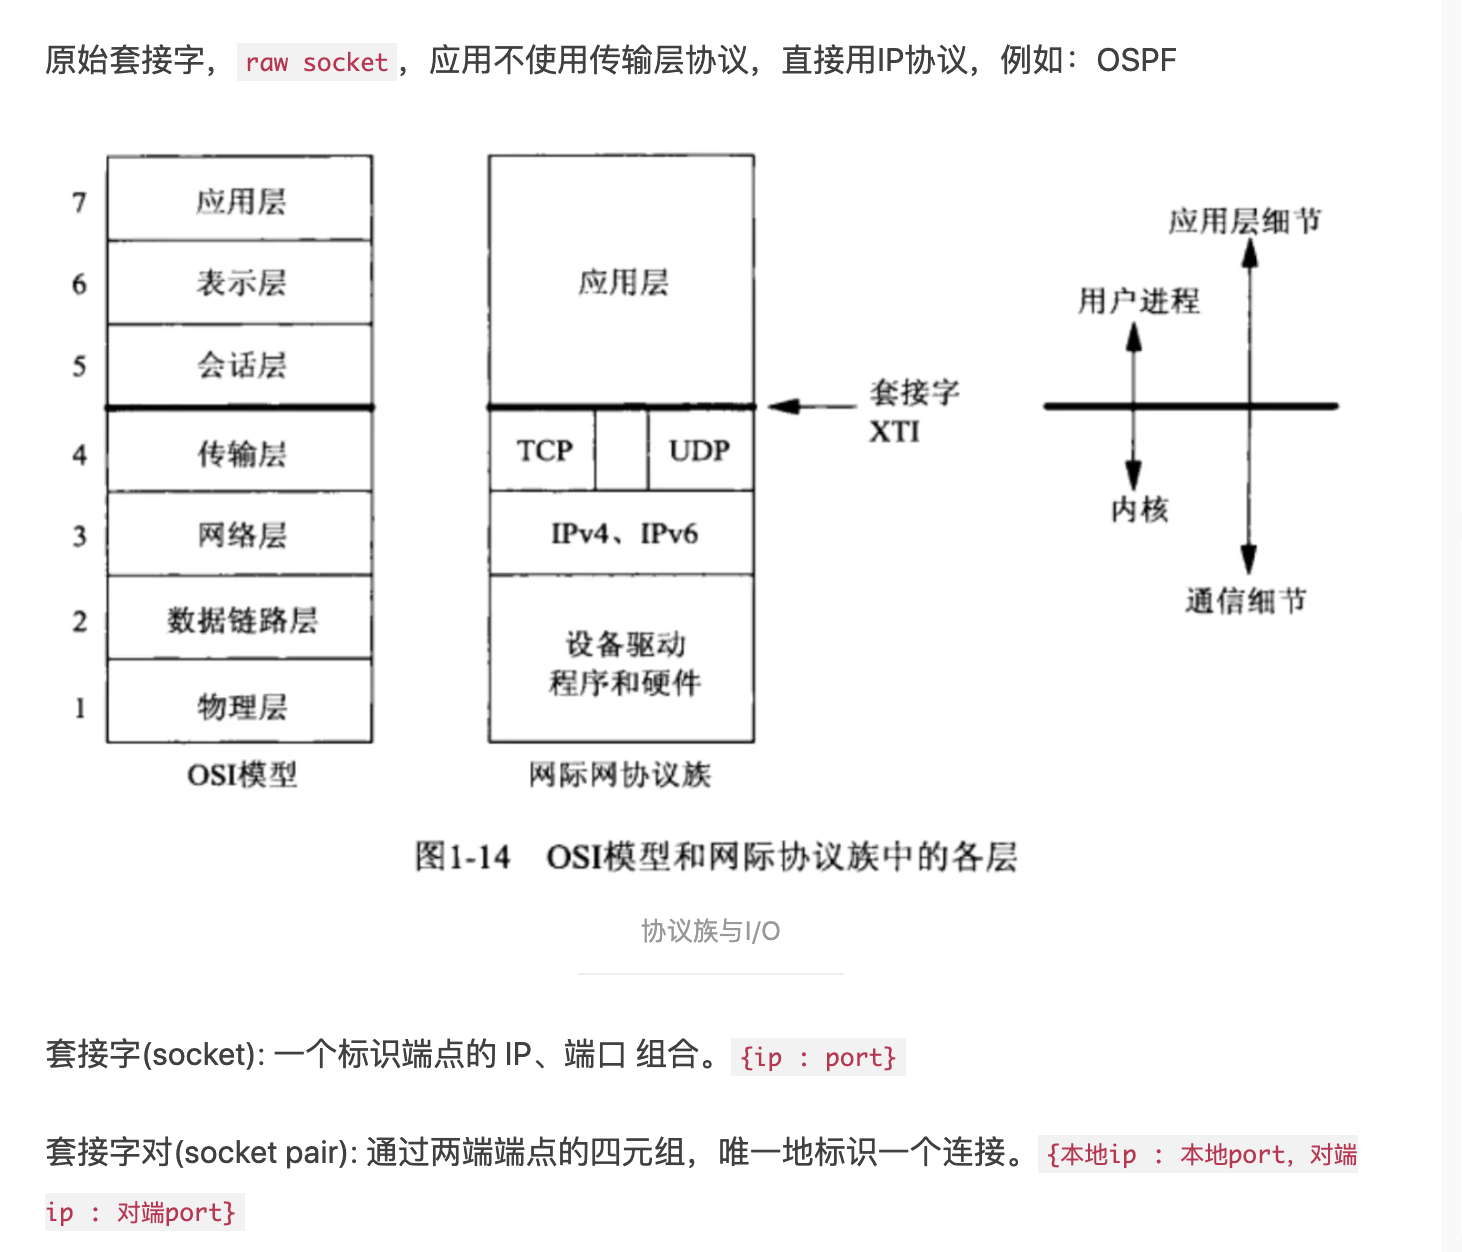 原始套接字，raw socket，应用不使用传输层协议，直接用IP协议，例如：OSPF
7
应用层
6
表示层
5
会话层
4
传输层
3
网络层
2
数据链路层
1
物理层
OSI模型
应用层
TCP
UDP
IPv4、IPv6
设备驱动
程序和硬件
网际网协议族
套接字
XTI
应用层细节
用户进程
内核
通信细节
图1-14 OSI模型和网际协议族中的各层
协议族与I/O
套接字(socket): 一个标识端点的 IP、端口 组合。{ip : port}
套接字对(socket pair): 通过两端端点的四元组，唯一地标识一个连接。{本地ip : 本地port, 对端
ip : 对端port}